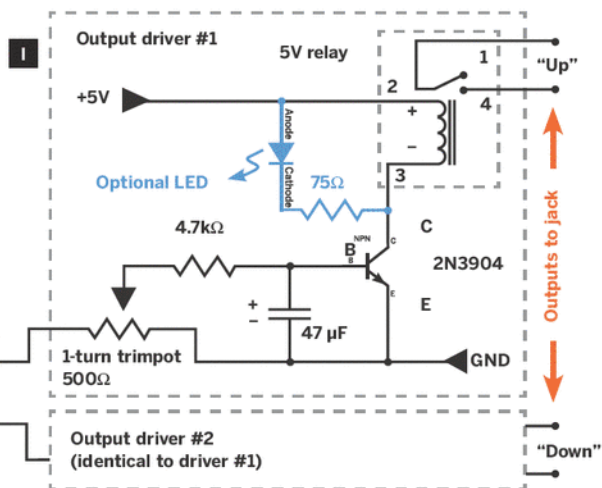 I
Output driver #1
5V relay
1
"Up"
2
+5V
4
+
Anode
–
Optional LED
Cathode
75Ω
3
4.7kΩ
C
NPN
C
B
B
2N3904
E
E
+
–
47 µF
Outputs to jack
1-turn trimpot
500Ω
GND
Output driver #2
(identical to driver #1)
"Down"